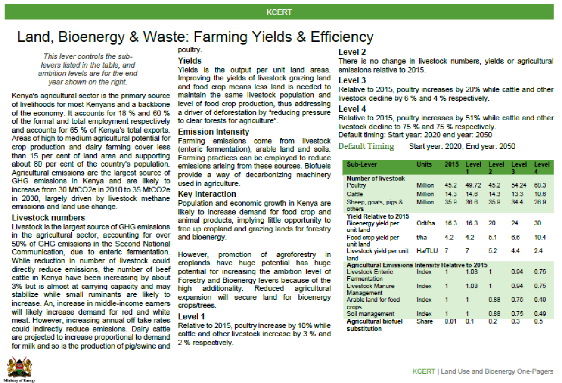 KCERT
Land, Bioenergy & Waste: Farming Yields & Efficiency
This lever controls the sub-
levers listed in the table, and
ambition levels are for the end
year shown on the right.
Kenya's agricultural sector is the primary source
of livelihoods for most Kenyans and a backbone
of the economy. It accounts for 18 % and 60 %
of the formal and total employment respectively
and accounts for 65 % of Kenya's total exports.
Areas of high to medium agricultural potential for
crop production and dairy farming cover less
than 15 per cent of land area and supporting
about 80 per cent of the country's population.
Agricultural emissions are the largest source of
GHG emissions in Kenya and are likely to
increase from 30 MtCO2e in 2010 to 35 MtCO2e
in 2030, largely driven by livestock methane
emissions and land use change.
Livestock numbers
Livestock is the largest source of GHG emissions
in the agricultural sector, accounting for over
50% of GHG emissions in the Second National
Communication, due to enteric fermentation.
While reduction in number of livestock could
directly reduce emissions, the number of beef
cattle in Kenya have been increasing by about
3% but is almost at carrying capacity and may
stabilize while small ruminants are likely to
increase. An, increase in middle-income earners
will likely increase demand for red and white
meat. However, increasing annual off take rates
could indirectly reduce emissions. Dairy cattle
are projected to increase proportional to demand
for milk and so is the production of pig/swine and
poultry.
Yields
Yields is the output per unit land areas.
Improving the yields of livestock grazing land
and food crop means less land is needed to
maintain the same livestock population and
level of food crop production, thus addressing
a driver of deforestation by "reducing pressure
to clear forests for agriculture".
Emission Intensity
Farming emissions come from livestock
(enteric fermentation), arable land and soils.
Farming practices can be employed to reduce
emissions arising from these sources. Biofuels
provide a way of decarbonizing machinery
used in agriculture.
Key Interaction
Population and economic growth in Kenya are
likely to increase demand for food crop and
animal products, implying little opportunity to
free up cropland and grazing lands for forestry
and bioenergy.
However, promotion of agroforestry in
croplands have huge potential has huge
potential for increasing the ambition level of
Forestry and Bioenergy levers because of the
high additionality. Reduced agricultural
expansion will secure land for bioenergy
crops/trees.
Level 1
Relative to 2015, poultry increase by 10% while
cattle and other livestock increase by 3 % and
2 % respectively.
Level 2
There is no change in livestock numbers, yields or agricultural
emissions relative to 2015.
Level 3
Relative to 2015, poultry increases by 20% while cattle and other
livestock decline by 6 % and 4 % respectively.
Level 4
Relative to 2015, poultry increases by 51% while cattle and other
livestock decline by 75 % and 75 % respectively.
Default timing Start year: 2020 end year: 2050
Default Timing Start year: 2020; End year: 2050
Sub-Lever Units 2015 Level 1 Level 2 Level 3 Level 4
Number of livestock
Poultry Million 45.2 49.72 45.2 54.24 60.3
Cattle Million 14.3 14.8 14.3 13.3 10.8
Sheep, goats, pigs & others Million 35.9 36.6 35.9 34.4 26.9
Yield Relative to 2015
Bioenergy yield per unit land Odt/ha 16.3 16.3 20 24 30
Food crop yield per unit land t/ha 4.2 4.2 5.1 6.6 10.4
Livestock yield per unit land Ha/TLU 7 7 5.2 4.4 2.4
Agricultural Emissions Intensity Relative to 2015
Livestock Enteric Fermentation Index 1 1.03 1 0.94 0.75
Livestock Manure Management Index 1 1.03 1 0.94 0.75
Arable land for food crops Index 1 1 0.88 0.75 0.49
Soil management Index 1 1 0.88 0.75 0.49
Agricultural biofuel substitution Share 0.01 0.1 0.2 0.3 0.5
Ministry of Energy
KCERT | Land Use and Bioenergy One-Pagers